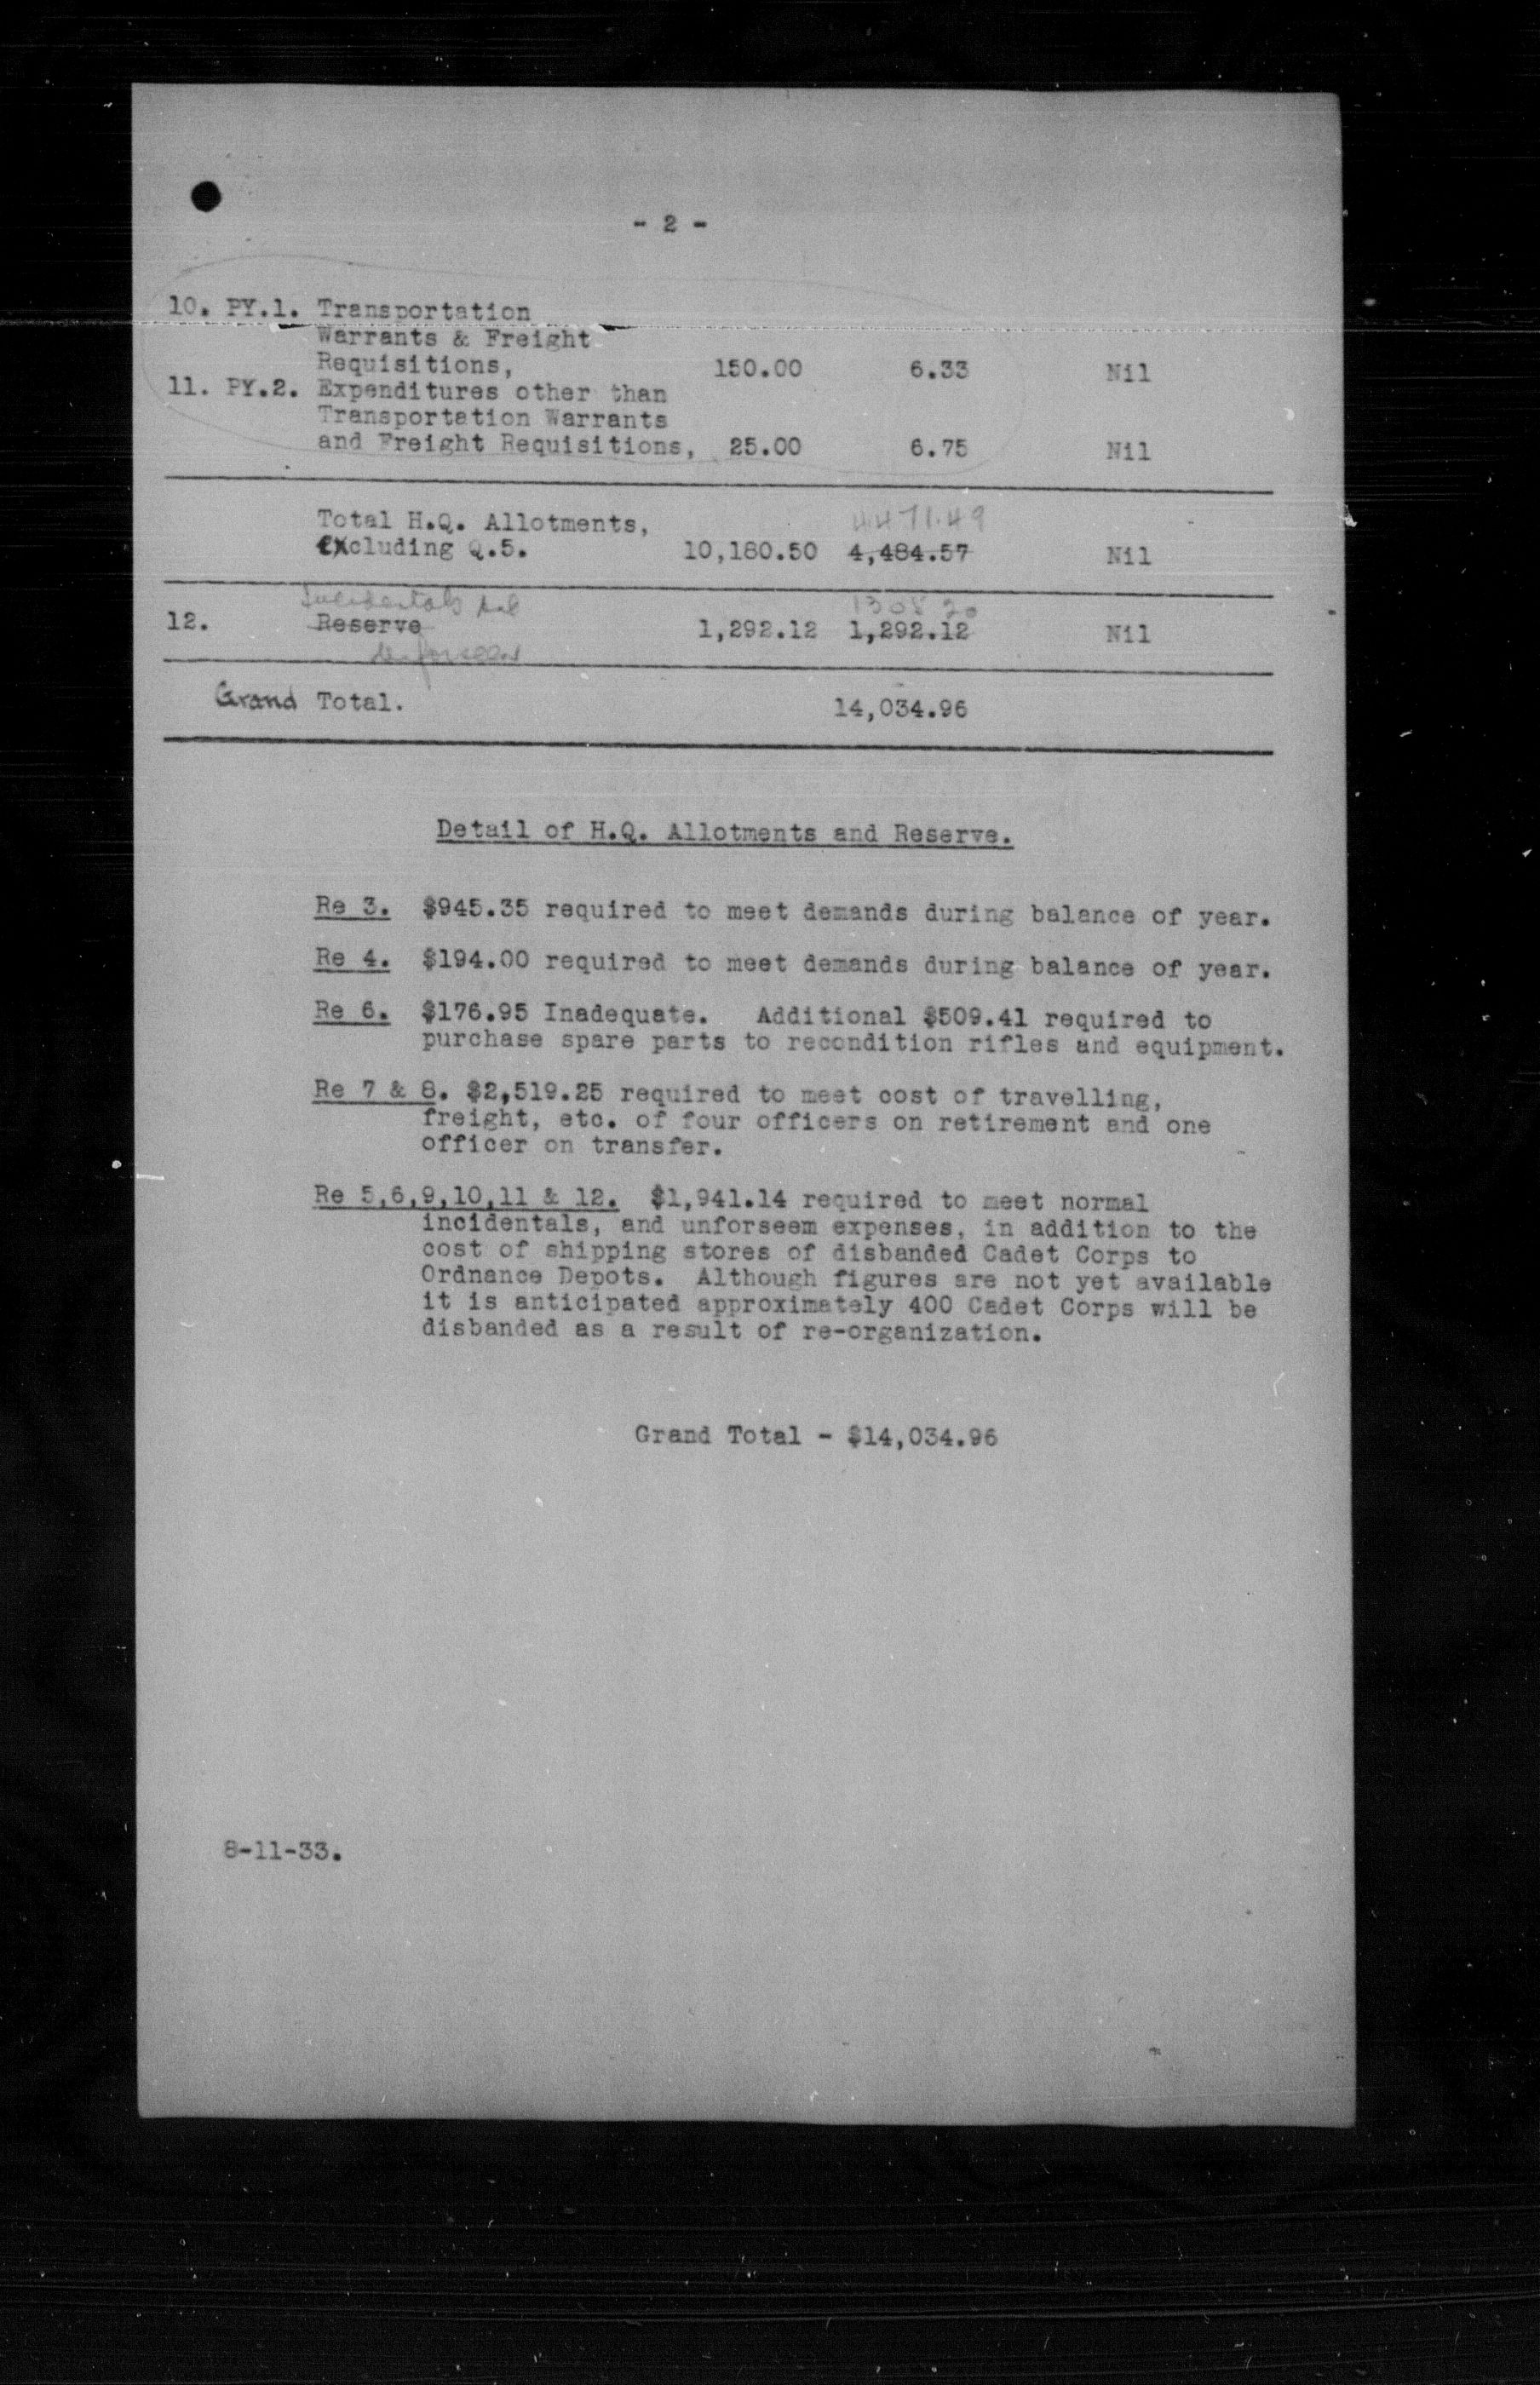 - 2 -
10. PY.1. Transportation
Warrants & Freight
Requisitions, 150.00 6.33 Nil
11. PY.2. Expenditures other than
Transportation Warrants
and Freight Requisitions, 25.00 6.75 Nil
4471.49
Total H.Q. Allotments,
Excluding Q.5. 10,180.50 4,484.57 Nil
Incidentals and 1305 20
12. Reserve 1,292.12 1,292.12 Nil
Unforseen
Grand Total. 14,034.96
Detail of H.Q. Allotments and Reserve.
Re 3. $945.35 required to meet demands during balance of year.
Re 4. $194.00 required to meet demands during balance of year.
Re 6. $176.95 Inadequate. Additional $509.41 required to
purchase spare parts to recondition rifles and equipment.
Re 7 & 8. $2,519.25 required to meet cost of travelling,
freight, etc. of four officers on retirement and one
officer on transfer.
Re 5,6,9,10,11 & 12. $1,941.14 required to meet normal
incidentals, and unforseem expenses, in addition to the
cost of shipping stores of disbanded Cadet Corps to
Ordnance Depots. Although figures are not yet available
it is anticipated approximately 400 Cadet Corps will be
disbanded as a result of re-organization.
Grand Total - $14,034.96
8-11-33.